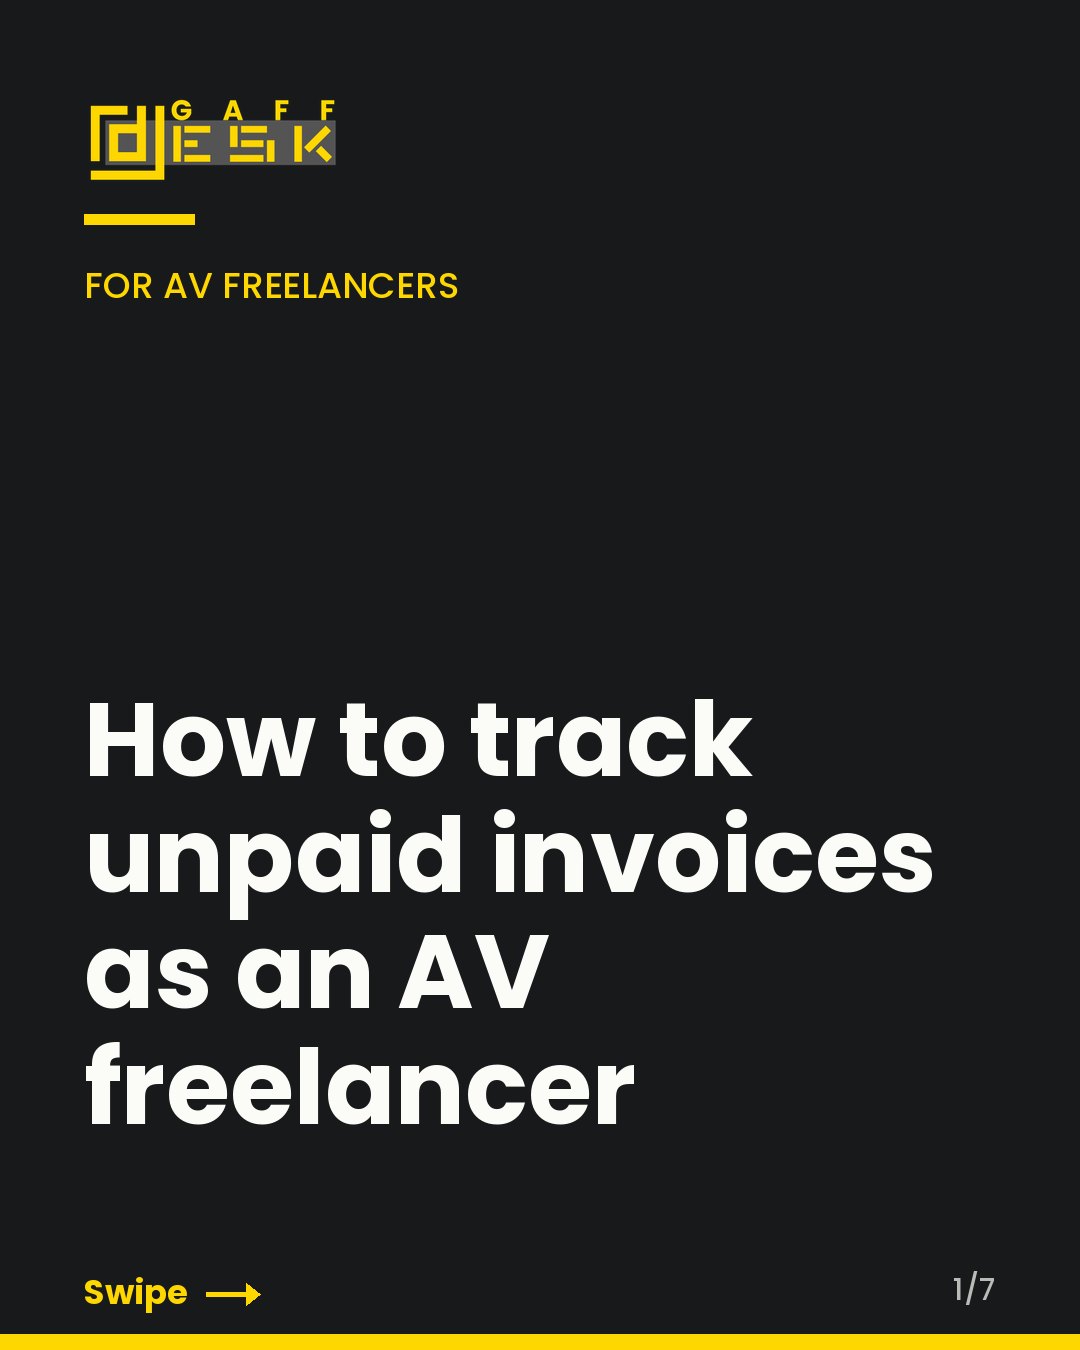 GAFF
dESK
FOR AV FREELANCERS
How to track
unpaid invoices
as an AV
freelancer
Swipe
1/7